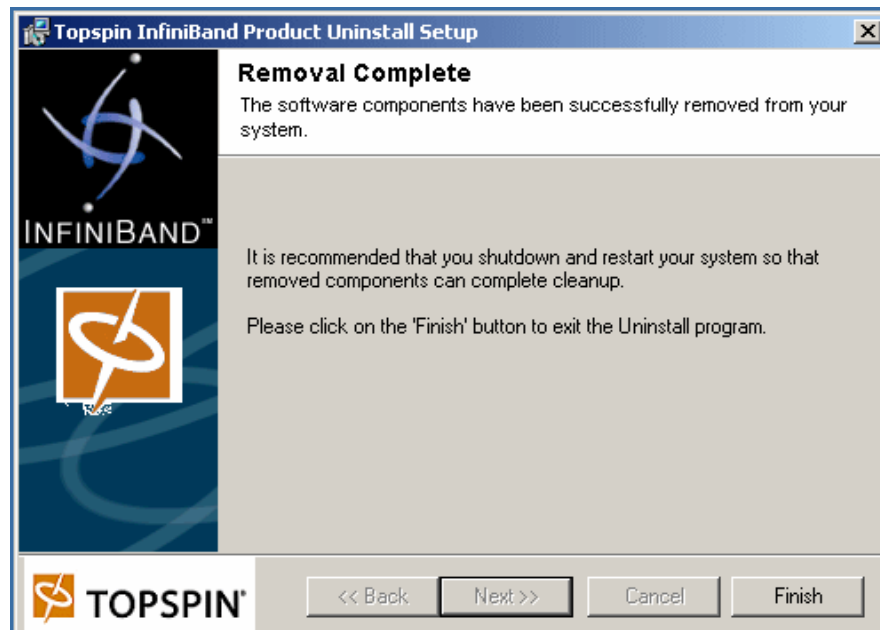 Topspin InfiniBand Product Uninstall Setup
Removal Complete
The software components have been successfully removed from your
system.
INFINIBAND™
It is recommended that you shutdown and restart your system so that
removed components can complete cleanup.
Please click on the 'Finish' button to exit the Uninstall program.
TOPSPIN
<< Back
Next >>
Cancel
Finish